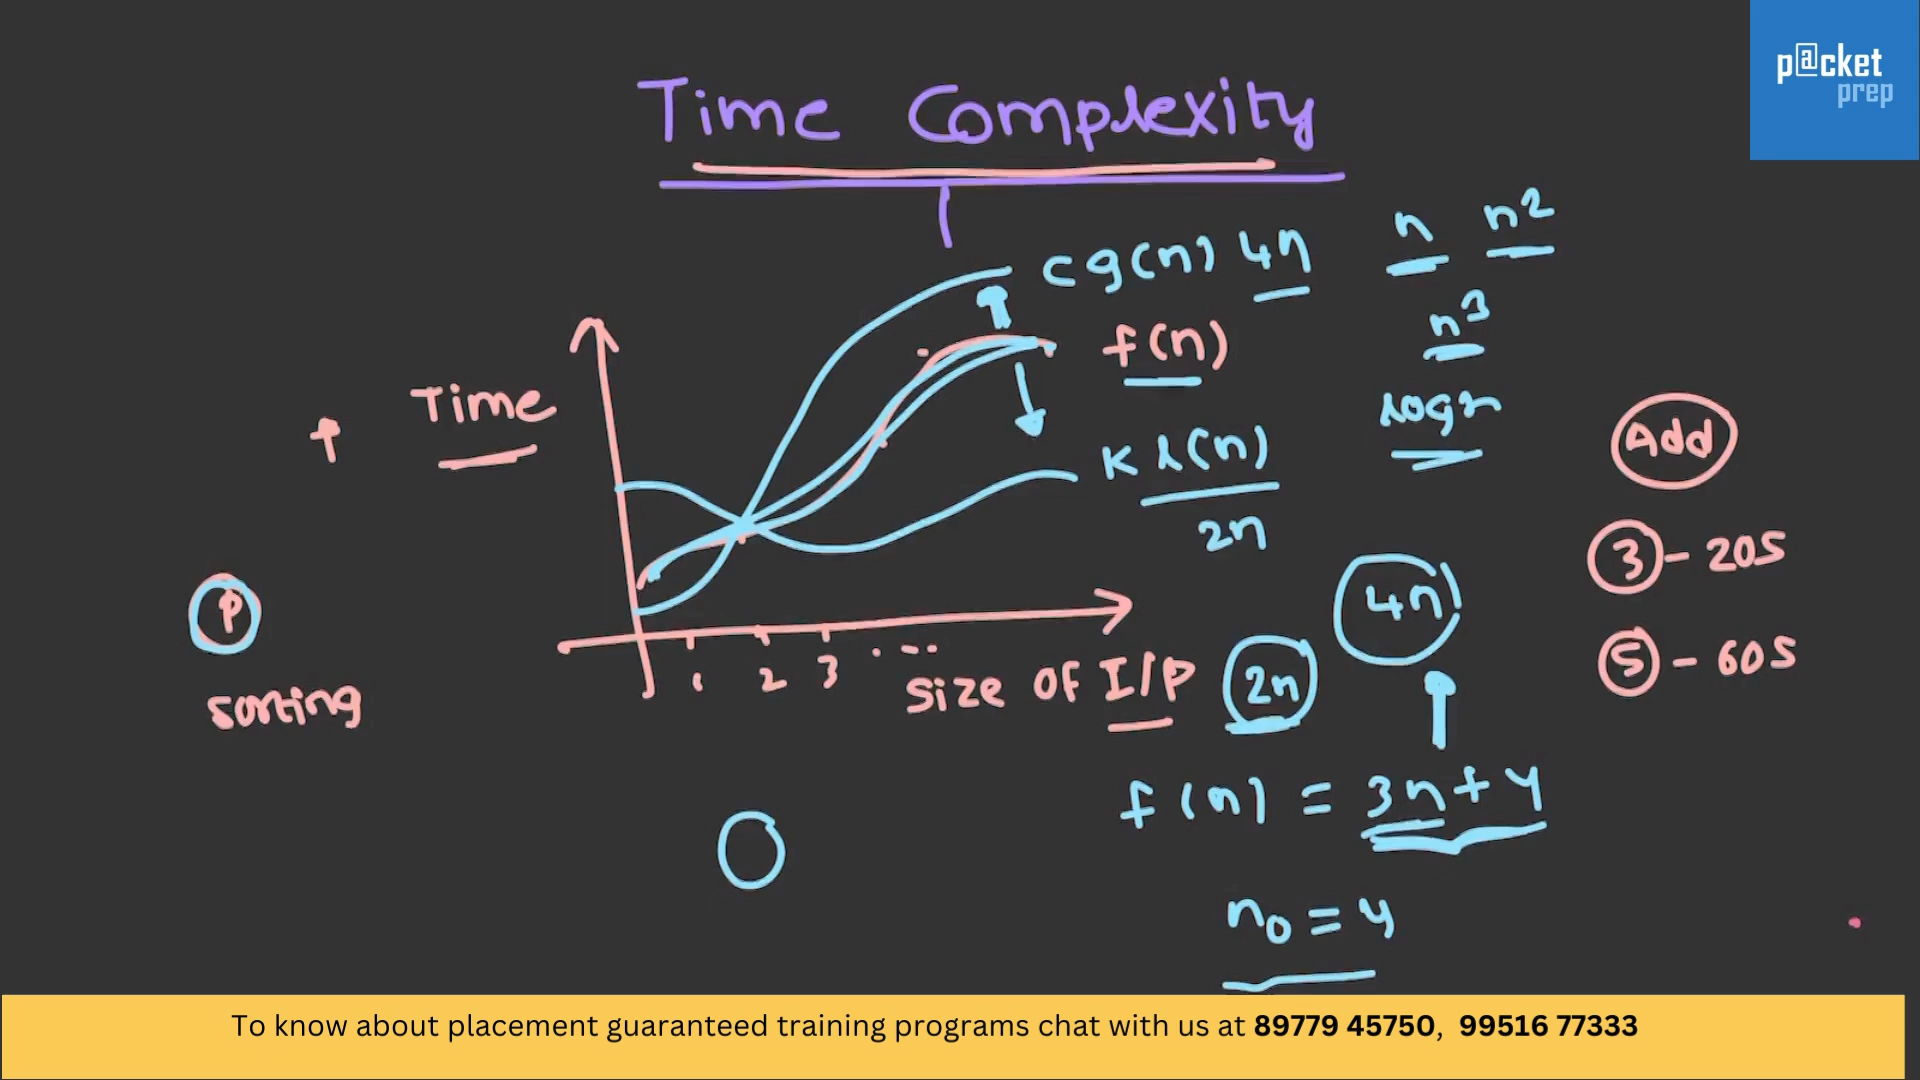 p@cket
prep
Time Complexity
cg(n) 4n
n n²
f(n)
n³
Time
logn
Add
K h(n)
2n
3 - 20S
4n
P
5 - 60S
1 2 3 . ...
size of I/P
2n
sorting
f(n) = 3n+4
O
n₀ = 4
To know about placement guaranteed training programs chat with us at 89779 45750, 99516 77333